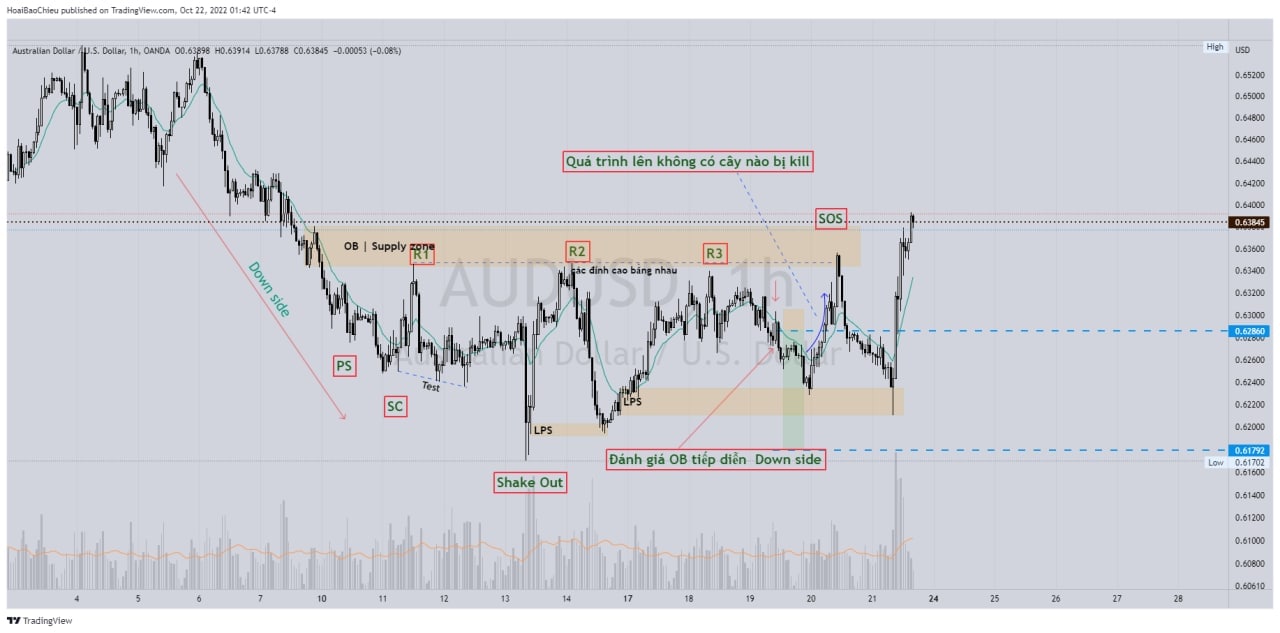 HoaiBaoChieu published on TradingView.com, Oct 22, 2022 01:42 UTC-4
Australian Dollar / U.S. Dollar, 1h, OANDA O0.63898 H0.63914 L0.63788 C0.63845 −0.00053 (−0.08%)
High
USD
0.65200
0.65000
0.64800
0.64600
Quá trình lên không có cây nào bị kill
0.64400
0.64200
0.64000
SOS
0.63845
OB | Supply zone
R1
R2
R3
0.63600
các đỉnh cao bằng nhau
0.63400
AUDUSD, 1h
Down side
0.63200
0.63000
0.62860
0.62800
Australian Dollar / U.S. Dollar
PS
0.62600
Test
0.62400
SC
LPS
0.62200
LPS
0.62000
0.61792
Đánh giá OB tiếp diễn Down side
Low
0.61702
0.61600
Shake Out
0.61400
0.61200
0.61000
0.60800
0.60610
4 5 6 7 10 11 12 13 14 17 18 19 20 21 24 25 26 27 28
TradingView